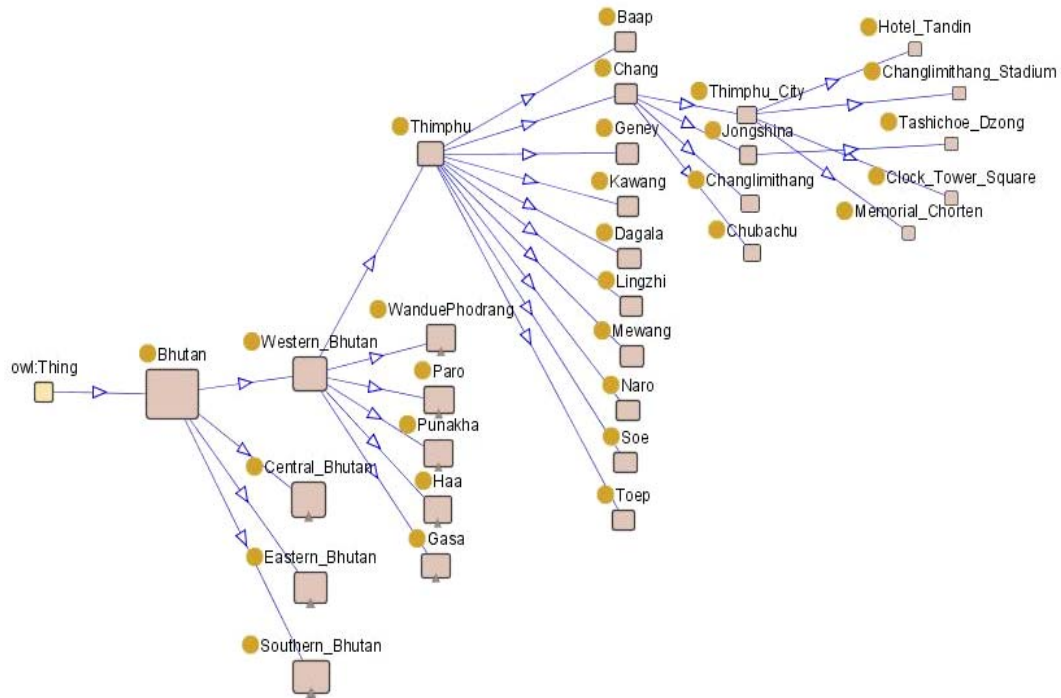 owl:Thing
Bhutan
Western_Bhutan
Central_Bhutan
Eastern_Bhutan
Southern_Bhutan
Thimphu
WanduePhodrang
Paro
Punakha
Haa
Gasa
Baap
Chang
Geney
Kawang
Dagala
Lingzhi
Mewang
Naro
Soe
Toep
Thimphu_City
Jongshina
Changlimithang
Chubachu
Hotel_Tandin
Changlimithang_Stadium
Tashichoe_Dzong
Clock_Tower_Square
Memorial_Chorten